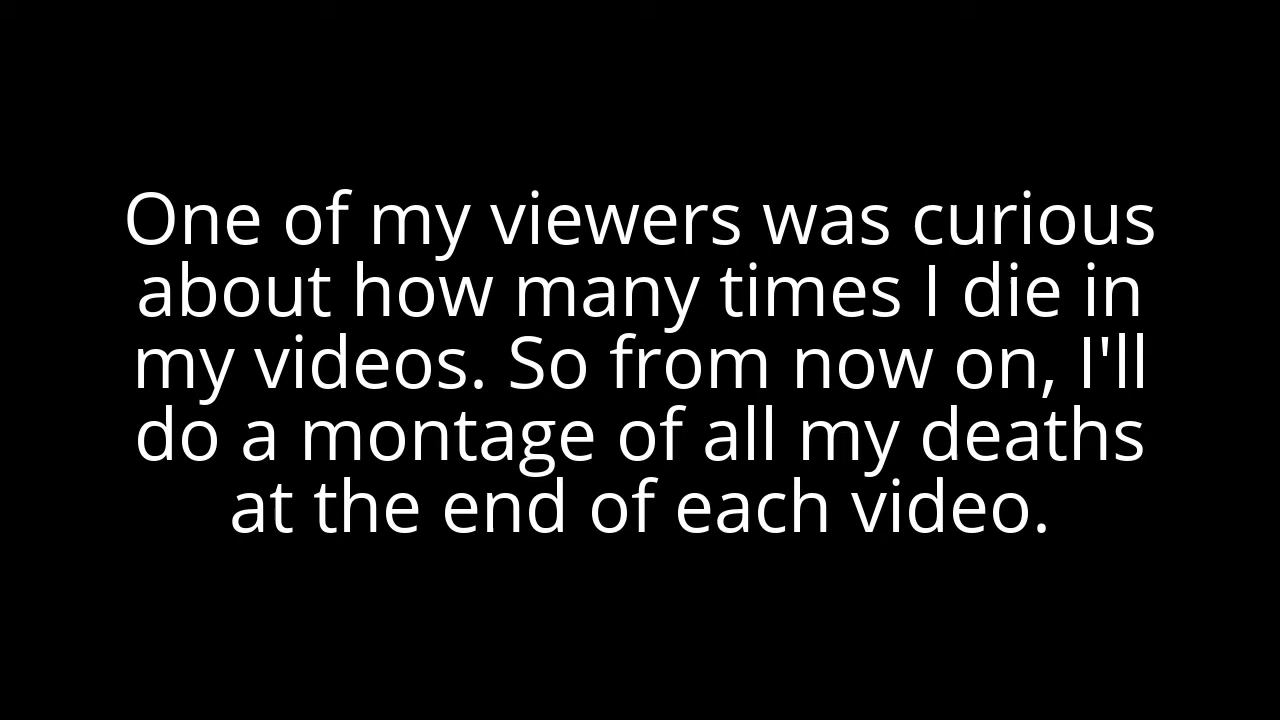 One of my viewers was curious
about how many times I die in
my videos. So from now on, I'll
do a montage of all my deaths
at the end of each video.